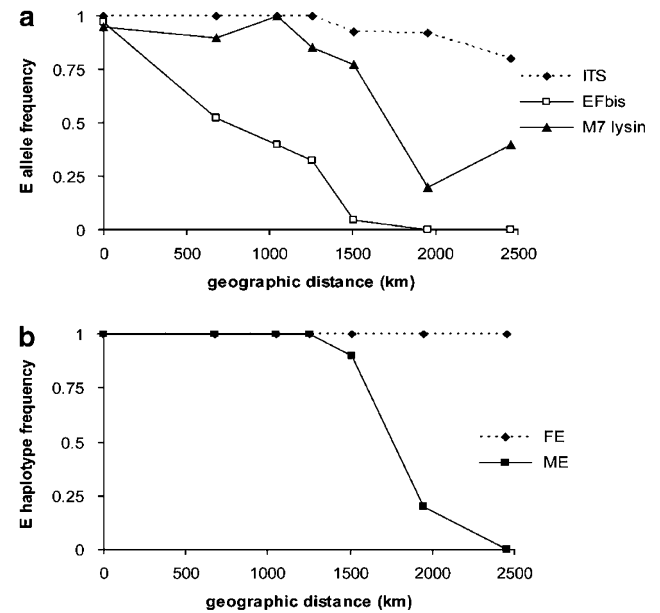 a
1
0.75
0.5
0.25
0
E allele frequency
0 500 1000 1500 2000 2500
geographic distance (km)
ITS
EFbis
M7 lysin
b
1
0.75
0.5
0.25
0
E haplotype frequency
0 500 1000 1500 2000 2500
geographic distance (km)
FE
ME